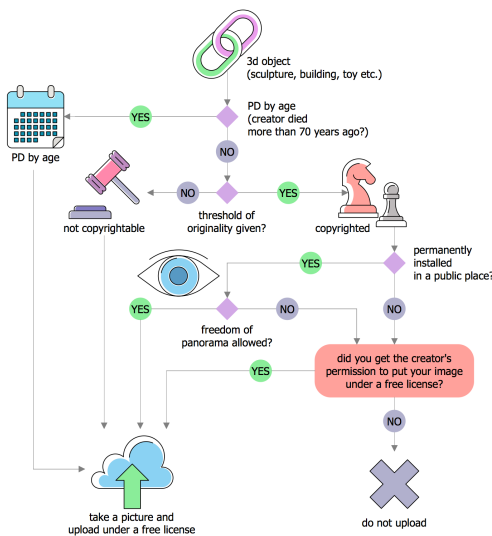 3d object
(sculpture, building, toy etc.)
PD by age
(creator died
more than 70 years ago?)
YES
PD by age
NO
NO
YES
not copyrightable
threshold of
originality given?
copyrighted
permanently
installed
in a public place?
YES
YES
NO
NO
freedom of
panorama allowed?
did you get the creator's
permission to put your image
under a free license?
YES
NO
take a picture and
upload under a free license
do not upload